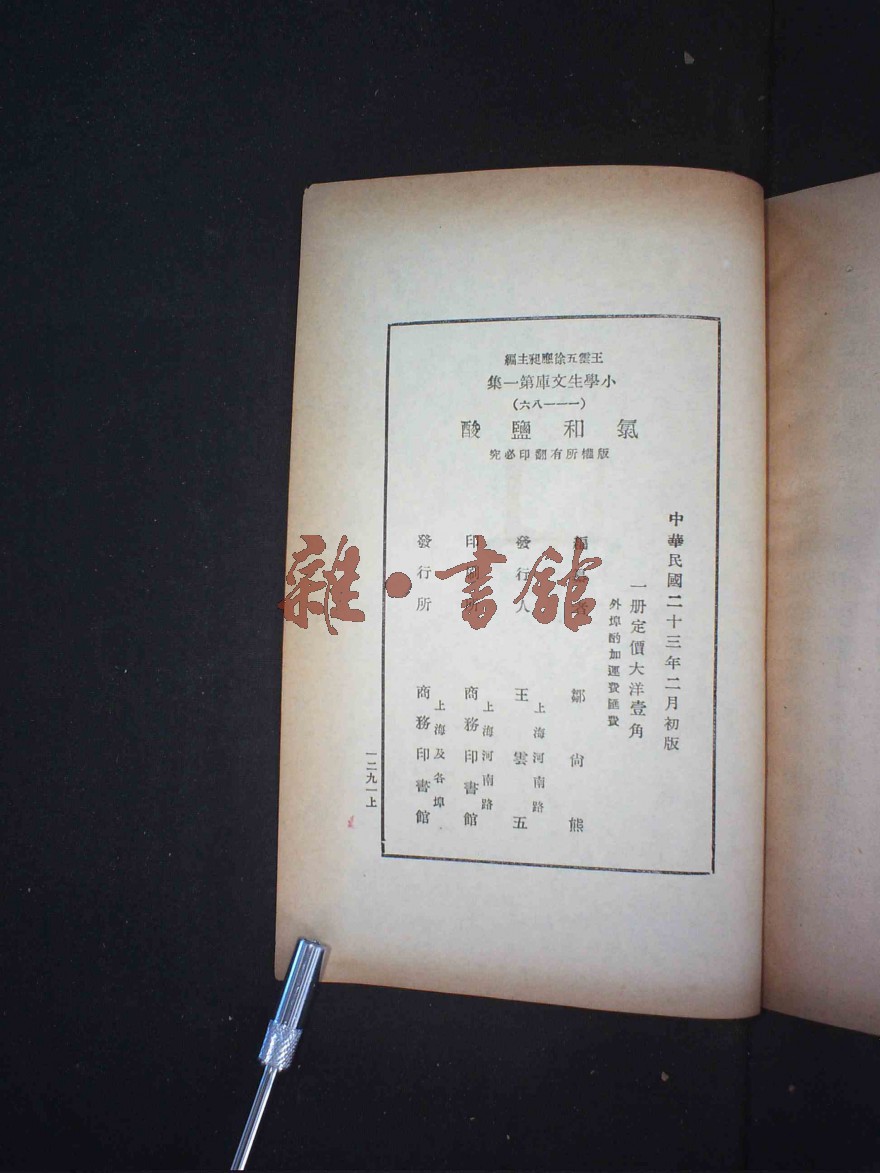 王雲五徐應昶主編
小學生文庫第一集
(一——八六)
氯和鹽酸
版權所有翻印必究
中華民國二十三年二月初版
一册定價大洋壹角
外埠酌加運費匯費
鄒尚熊
發行人
上海河南路
王雲五
印刷所
上海河南路
商務印書館
發行所
上海及各埠
商務印書館
一二九一上
雜·書館